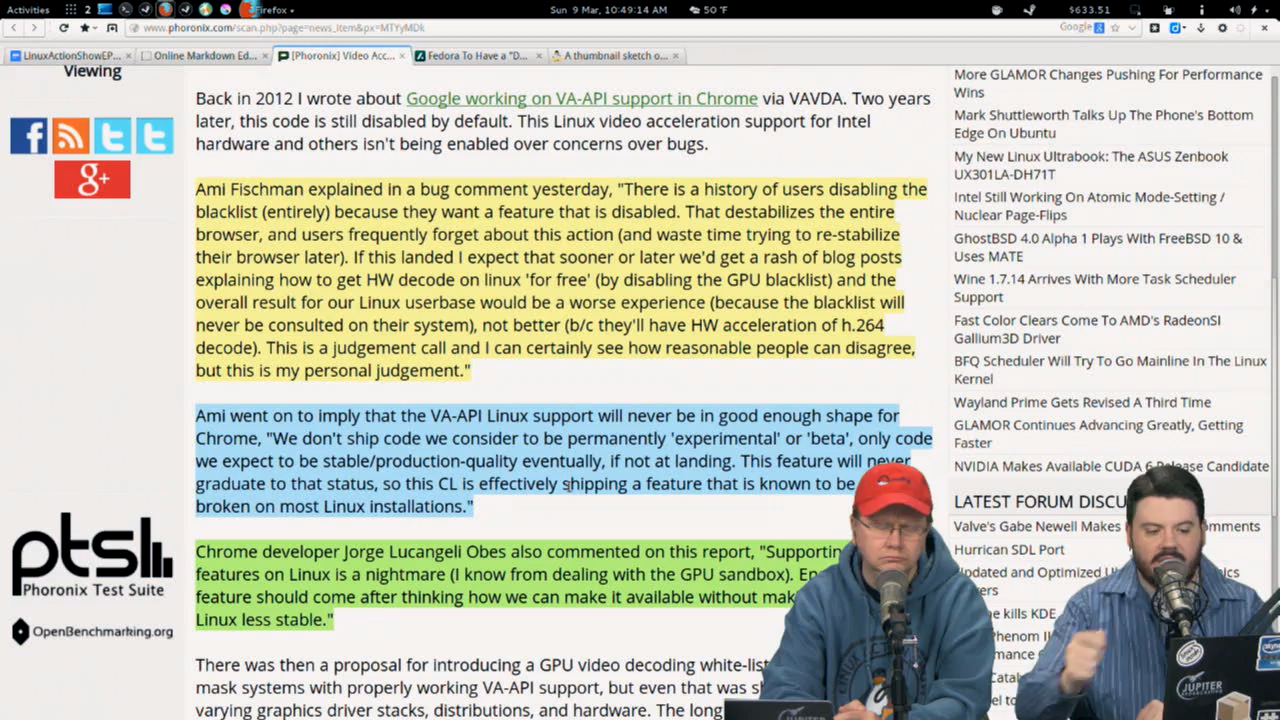 Activities
2
Firefox
Sun 9 Mar, 10:49:14 AM
50 °F
$633.51
www.phoronix.com/scan.php?page=news_item&px=MTYyMDk
Google
LinuxActionShowEP...
Online Markdown Ed...
[Phoronix] Video Acc...
Fedora To Have a "D...
A thumbnail sketch o...
Viewing
f
g+
pts
Phoronix Test Suite
OpenBenchmarking.org
Back in 2012 I wrote about Google working on VA-API support in Chrome via VAVDA. Two years
later, this code is still disabled by default. This Linux video acceleration support for Intel
hardware and others isn't being enabled over concerns over bugs.
Ami Fischman explained in a bug comment yesterday, "There is a history of users disabling the
blacklist (entirely) because they want a feature that is disabled. That destabilizes the entire
browser, and users frequently forget about this action (and waste time trying to re-stabilize
their browser later). If this landed I expect that sooner or later we'd get a rash of blog posts
explaining how to get HW decode on linux 'for free' (by disabling the GPU blacklist) and the
overall result for our Linux userbase would be a worse experience (because the blacklist will
never be consulted on their system), not better (b/c they'll have HW acceleration of h.264
decode). This is a judgement call and I can certainly see how reasonable people can disagree,
but this is my personal judgement."
Ami went on to imply that the VA-API Linux support will never be in good enough shape for
Chrome, "We don't ship code we consider to be permanently 'experimental' or 'beta', only code
we expect to be stable/production-quality eventually, if not at landing. This feature will never
graduate to that status, so this CL is effectively shipping a feature that is known to be
broken on most Linux installations."
Chrome developer Jorge Lucangeli Obes also commented on this report, "Supporting
features on Linux is a nightmare (I know from dealing with the GPU sandbox).
feature should come after thinking how we can make it available without
Linux less stable."
There was then a proposal for introducing a GPU video decoding
mask systems with properly working VA-API support, but even that was
varying graphics driver stacks, distributions, and hardware. The long
More GLAMOR Changes Pushing For Performance
Wins
Mark Shuttleworth Talks Up The Phone's Bottom
Edge On Ubuntu
My New Linux Ultrabook: The ASUS Zenbook
UX301LA-DH71T
Intel Still Working On Atomic Mode-Setting /
Nuclear Page-Flips
GhostBSD 4.0 Alpha 1 Plays With FreeBSD 10 &
Uses MATE
Wine 1.7.14 Arrives With More Task Scheduler
Support
Fast Color Clears Come To AMD's RadeonSI
Gallium3D Driver
BFQ Scheduler Will Try To Go Mainline In The Linux
Kernel
Wayland Prime Gets Revised A Third Time
GLAMOR Continues Advancing Greatly, Getting
Faster
NVIDIA Makes Available CUDA 6 Release Candidate
LATEST FORUM
Valve's Gabe Newell Makes
Hurrican SDL Port
and Optimized
kills KDE
JUPITER
JUPITER